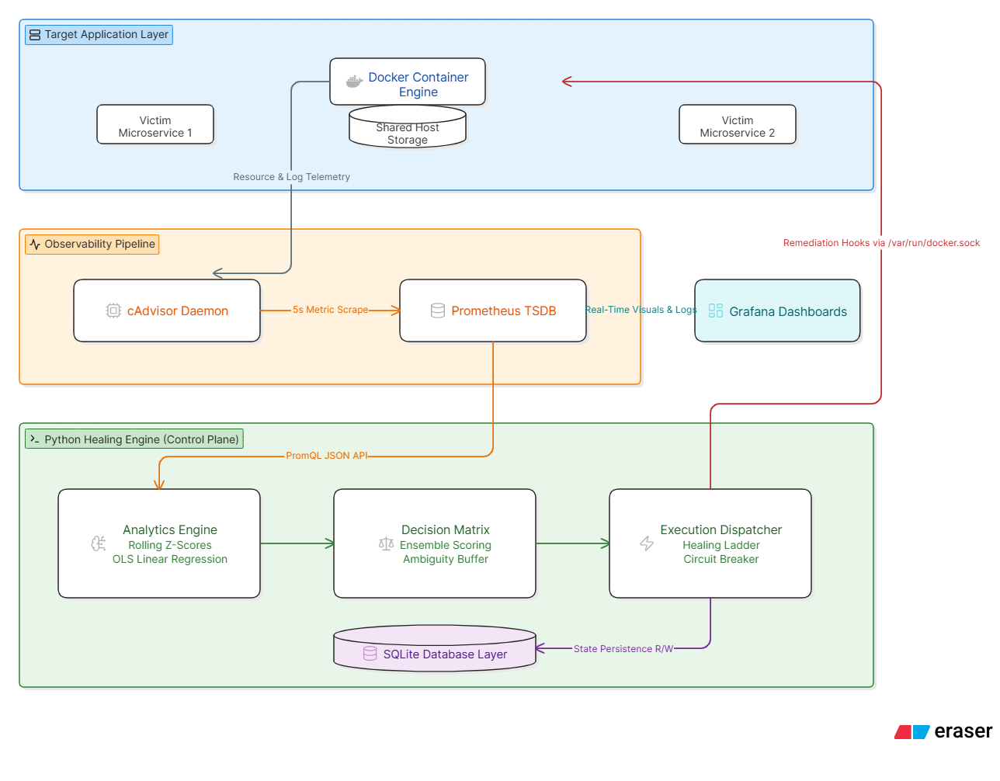 Target Application Layer
Docker Container
Engine
Victim
Microservice 1
Shared Host
Storage
Victim
Microservice 2
Resource & Log Telemetry
Observability Pipeline
Remediation Hooks via /var/run/docker.sock
cAdvisor Daemon
5s Metric Scrape
Prometheus TSDB
Real-Time Visuals & Logs
Grafana Dashboards
Python Healing Engine (Control Plane)
PromQL JSON API
Analytics Engine
Rolling Z-Scores
OLS Linear Regression
Decision Matrix
Ensemble Scoring
Ambiguity Buffer
Execution Dispatcher
Healing Ladder
Circuit Breaker
SQLite Database Layer
State Persistence R/W
eraser